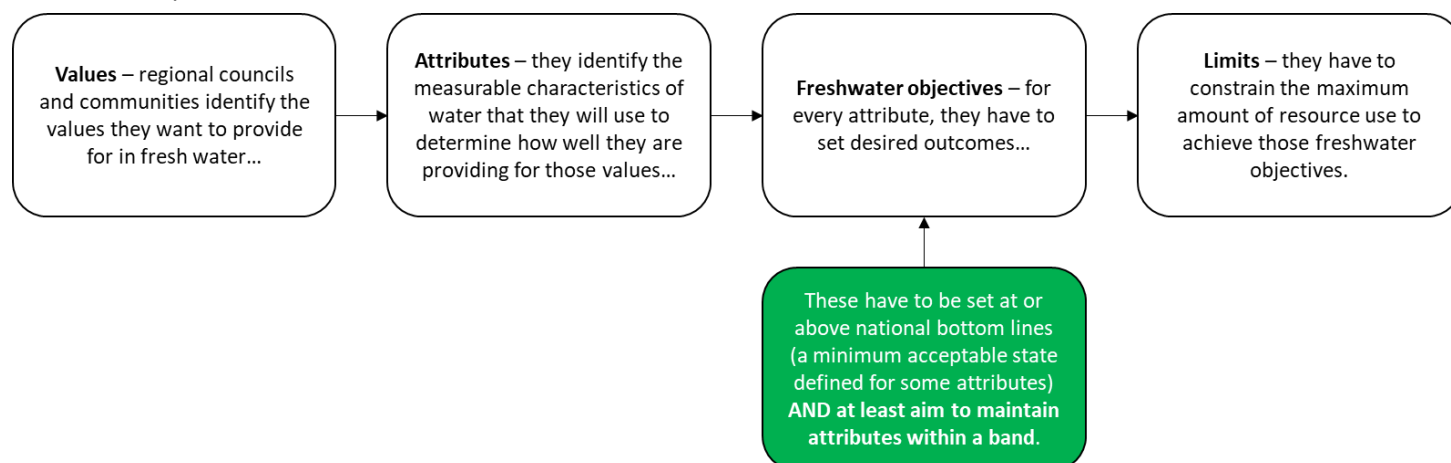 Values – regional councils
and communities identify the
values they want to provide
for in fresh water…
Attributes – they identify the
measurable characteristics of
water that they will use to
determine how well they are
providing for those values…
Freshwater objectives – for
every attribute, they have to
set desired outcomes…
Limits – they have to
constrain the maximum
amount of resource use to
achieve those freshwater
objectives.
These have to be set at or
above national bottom lines
(a minimum acceptable state
defined for some attributes)
AND at least aim to maintain
attributes within a band.